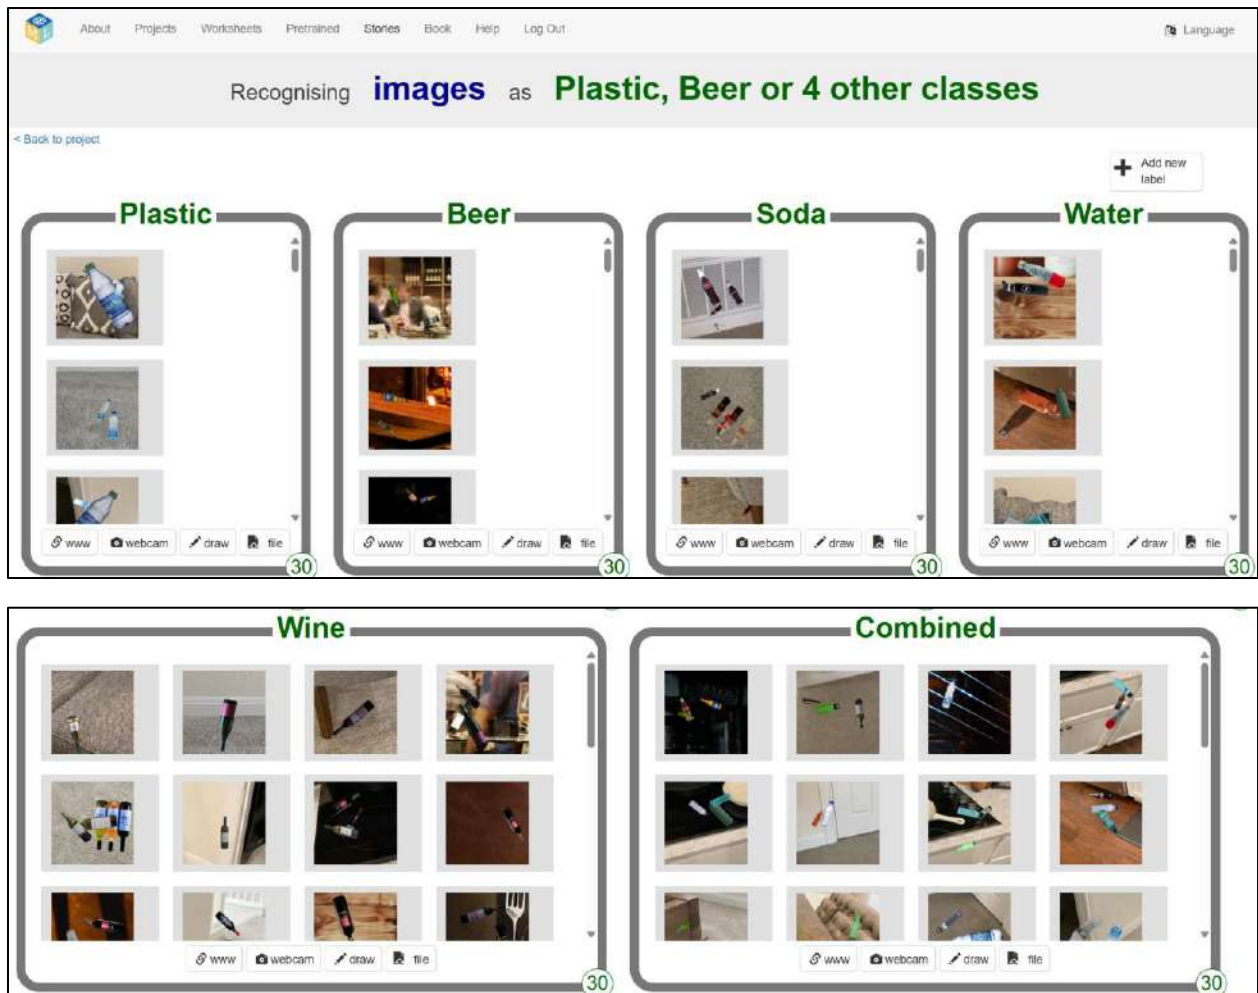 About Projects Worksheets Pretrained Stories Book Help Log Out Language
Recognising images as Plastic, Beer or 4 other classes
< Back to project
Add new
label
Plastic Beer Soda Water
www webcam draw file www webcam draw file www webcam draw file www webcam draw file
30 30 30 30
Wine Combined
www webcam draw file www webcam draw file
30 30